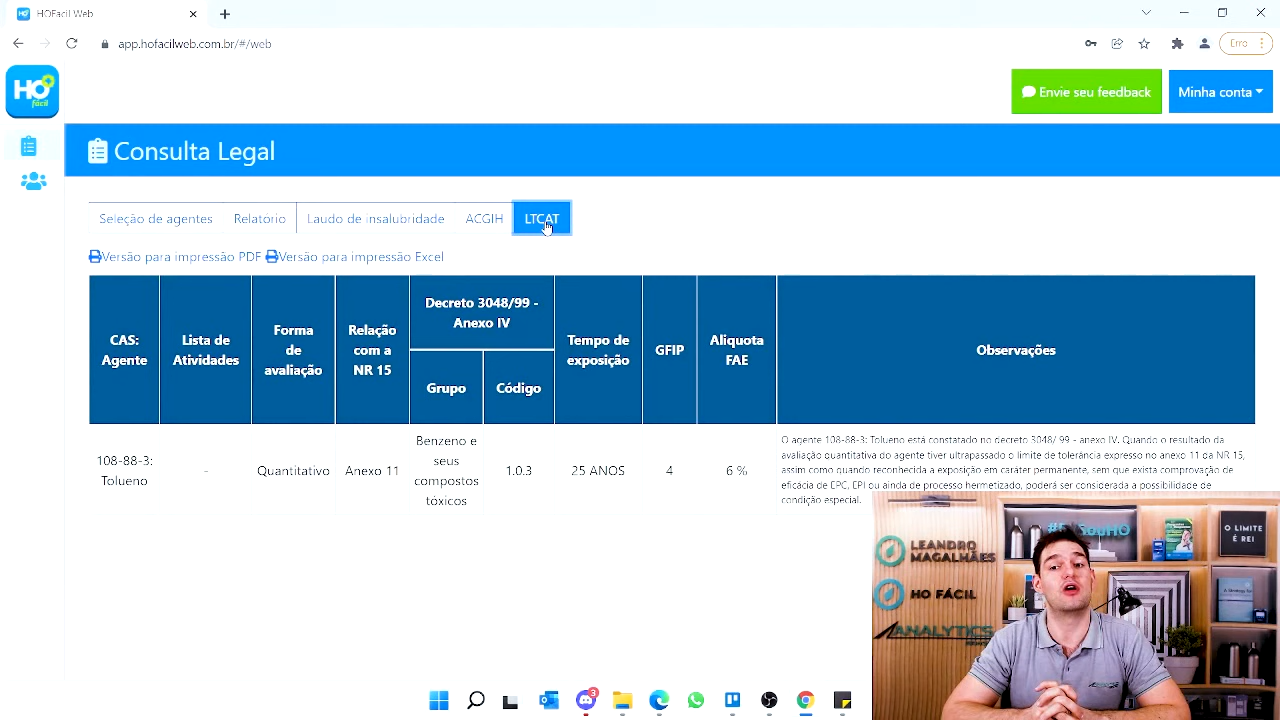 HOFacil Web
app.hofacilweb.com.br/#/web
Erro
HO
fácil
Envie seu feedback
Minha conta
Consulta Legal
Seleção de agentes
Relatório
Laudo de insalubridade
ACGIH
LTCAT
Versão para impressão PDF
Versão para impressão Excel
CAS:
Agente
Lista de
Atividades
Forma
de
avaliação
Relação
com a
NR 15
Decreto 3048/99 -
Anexo IV
Grupo
Código
Tempo de
exposição
GFIP
Aliquota
FAE
Observações
108-88-3:
Tolueno
-
Quantitativo
Anexo 11
Benzeno e
seus
compostos
tóxicos
1.0.3
25 ANOS
4
6 %
O agente 108-88-3: Tolueno está constatado no decreto 3048/ 99 - anexo IV. Quando o resultado da
avaliação quantitativa do agente tiver ultrapassado o limite de tolerância expresso no anexo 11 da NR 15,
assim como quando reconhecida a exposição em caráter permanente, sem que exista comprovação de
eficácia de EPC, EPI ou ainda de processo hermetizado, poderá ser considerada a possibilidade de
condição especial.
LEANDRO
MAGALHÃES
HO FÁCIL
ANALYTICS
O LIMITE
É REI
3